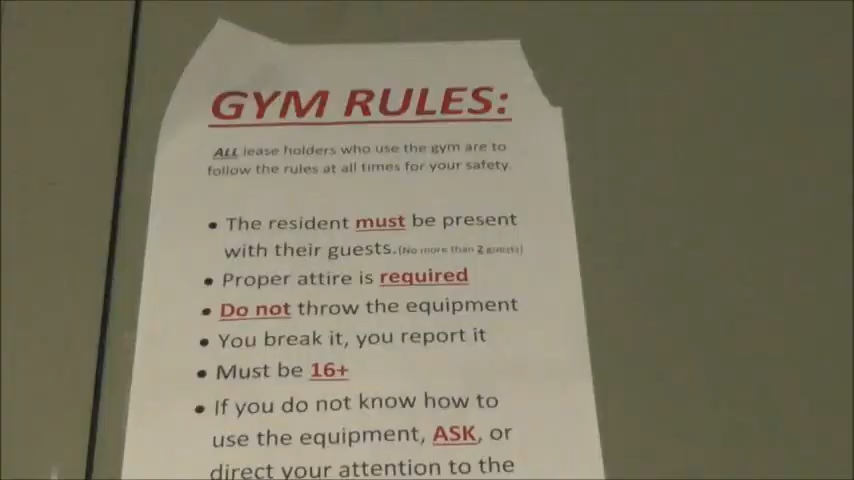 GYM RULES:
ALL lease holders who use the gym are to
follow the rules at all times for your safety.
• The resident must be present
with their guests. (No more than 2 guests)
• Proper attire is required
• Do not throw the equipment
• You break it, you report it
• Must be 16+
• If you do not know how to
use the equipment, ASK, or
direct your attention to the